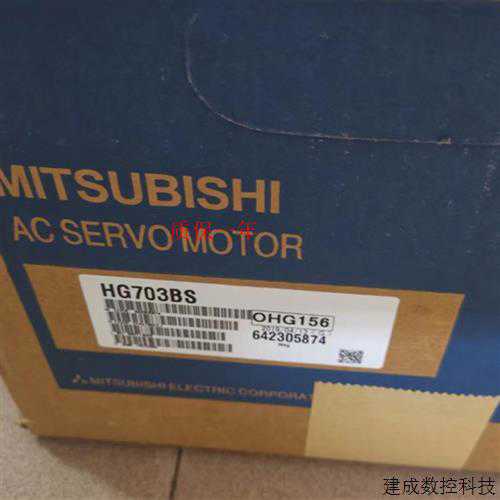 MITSUBISHI
AC SERVO MOTOR
质保一年
HG703BS
OHG156
642305874
MITSUBISHI ELECTRIC CORPORAT
建成数控科技